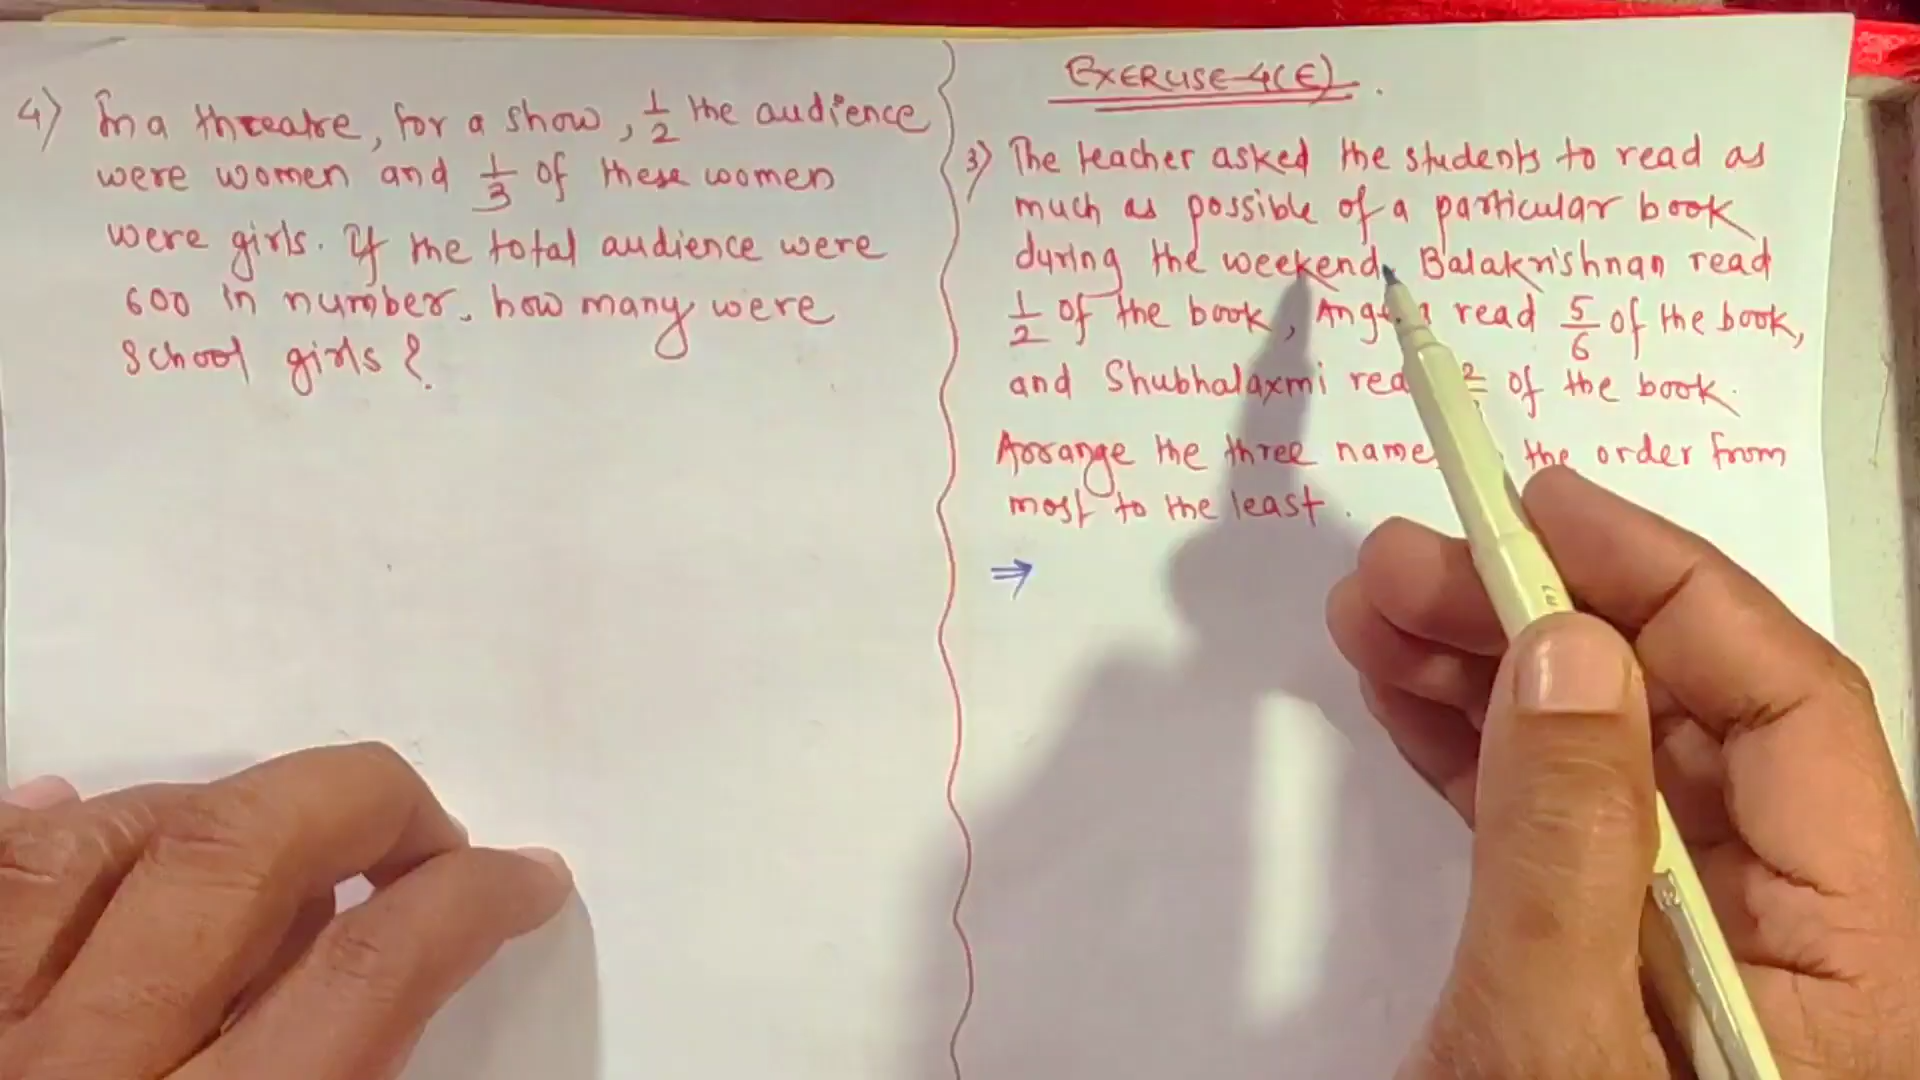 4) In a threatre, for a show, 1/2 the audience
were women and 1/3 of these women
were girls. If the total audience were
600 in number, how many were
School girls ?
EXERCISE-4(E).
3) The teacher asked the students to read as
much as possible of a particular book
during the weekend. Balakrishnan read
1/2 of the book, read 5/6 of the book,
and Shubhalaxmi of the book.
Arrange the three the order from
most to the least.
⇒